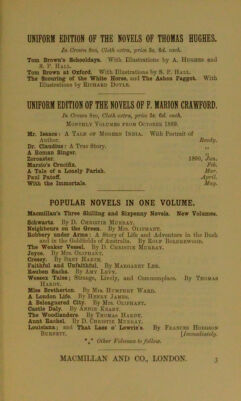 UNIFORM EDITION OF THE NOVELS OF THOMAS HUGHES.
In Crown 8vo, Cloth extra, price 3s. 6d. each.
Tom Brown's Schooldays. With Illustrations by A. HUGHES and
S. P. HALL.
Tom Brown at Oxford. With Illustrations by S. P. HALL.
The Scouring of the White Horse, and The Ashen Faggot. With
Illustrations by RICHARD DOYLE.
UNIFORM EDITION OF THE NOVELS OF F. MARION CRAWFORD.
In Crown 8vo, Cloth extra, price 3s. 6d. each.
MONTHLY VOLUMES FROM OCTOBER 1889.
Mr. Isaacs: A TALE OF MODERN INDIA. With Portrait of
Author. Ready.
Dr. Claudius: A True Story. "
A Roman Singer. "
Zoroaster. 1890, Jan.
Marzio's Crucifix. Feb.
A Tale of a Lonely Parish. Mar.
Paul Patoff. April.
With the Immortals. May.
POPULAR NOVELS IN ONE VOLUME.
Macmillan's Three Shilling and Sixpenny Novels. New Volumes.
Schwartz. By D. CHRISTIE MURRAY.
Neighbours on the Green. By MRS. OLIPHANT.
Robbery under Arms: A Story of Life and Adventure in the Bush
and in the Goldfields of Australia. By ROLF BOLDREWOOD.
The Weaker Vessel. By D. CHRISTIE MURRAY.
Joyce. By MRS. OLIPHANT.
Cressy. By BRET HARTE.
Faithful and Unfaithful. By MARGARET LEE.
Reuben Sachs. By AMY LEVY.
Wessex Tales; Strange, Lively, and Commonplace. By THOMAS
HARDY.
Miss Bretherton. By MRS. HUMPHRY WARD.
A London Life. By HENRY JAMES.
A Beleaguered City. By MRS. OLIPHANT.
Castle Daly. By ANNIE KEARY.
The Woodlanders. By THOMAS HARDY.
Aunt Rachel. By D. CHRISTIE MURRAY.
Louisiana; and That Lass o' Lowrie's. By FRANCES HODGSON
BURNETT. [Immediately.
*** Other Volumes to follow.
MACMILLAN AND CO., LONDON. 3